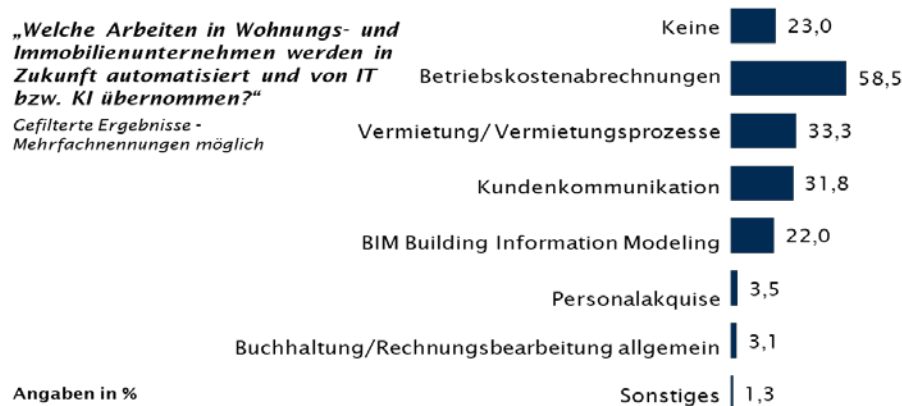 „Welche Arbeiten in Wohnungs- und
Immobilienunternehmen werden in
Zukunft automatisiert und von IT
bzw. KI übernommen?“
Gefilterte Ergebnisse -
Mehrfachnennungen möglich
Keine 23,0
Betriebskostenabrechnungen 58,5
Vermietung/Vermietungsprozesse 33,3
Kundenkommunikation 31,8
BIM Building Information Modeling 22,0
Personalakquise 3,5
Buchhaltung/Rechnungsbearbeitung allgemein 3,1
Sonstiges 1,3
Angaben in %